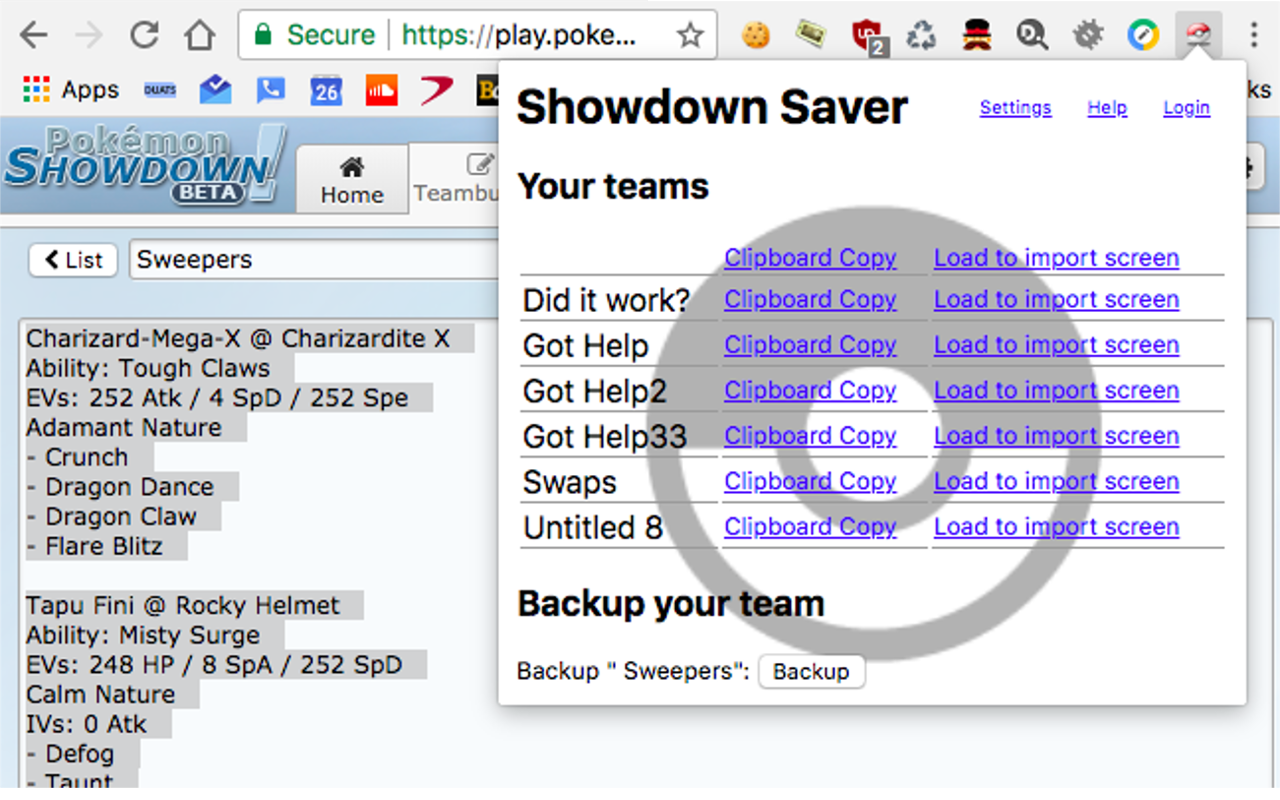 Secure https://play.poke...
2
Apps
DUATS
26
ks
Showdown Saver
Settings Help Login
Pokémon
SHOWDOWN!
BETA
Home
Teambu
Your teams
List
Sweepers
Clipboard Copy Load to import screen
Did it work? Clipboard Copy Load to import screen
Got Help Clipboard Copy Load to import screen
Got Help2 Clipboard Copy Load to import screen
Got Help33 Clipboard Copy Load to import screen
Swaps Clipboard Copy Load to import screen
Untitled 8 Clipboard Copy Load to import screen
Backup your team
Backup " Sweepers": Backup
Charizard-Mega-X @ Charizardite X
Ability: Tough Claws
EVs: 252 Atk / 4 SpD / 252 Spe
Adamant Nature
- Crunch
- Dragon Dance
- Dragon Claw
- Flare Blitz
Tapu Fini @ Rocky Helmet
Ability: Misty Surge
EVs: 248 HP / 8 SpA / 252 SpD
Calm Nature
IVs: 0 Atk
- Defog
- Taunt